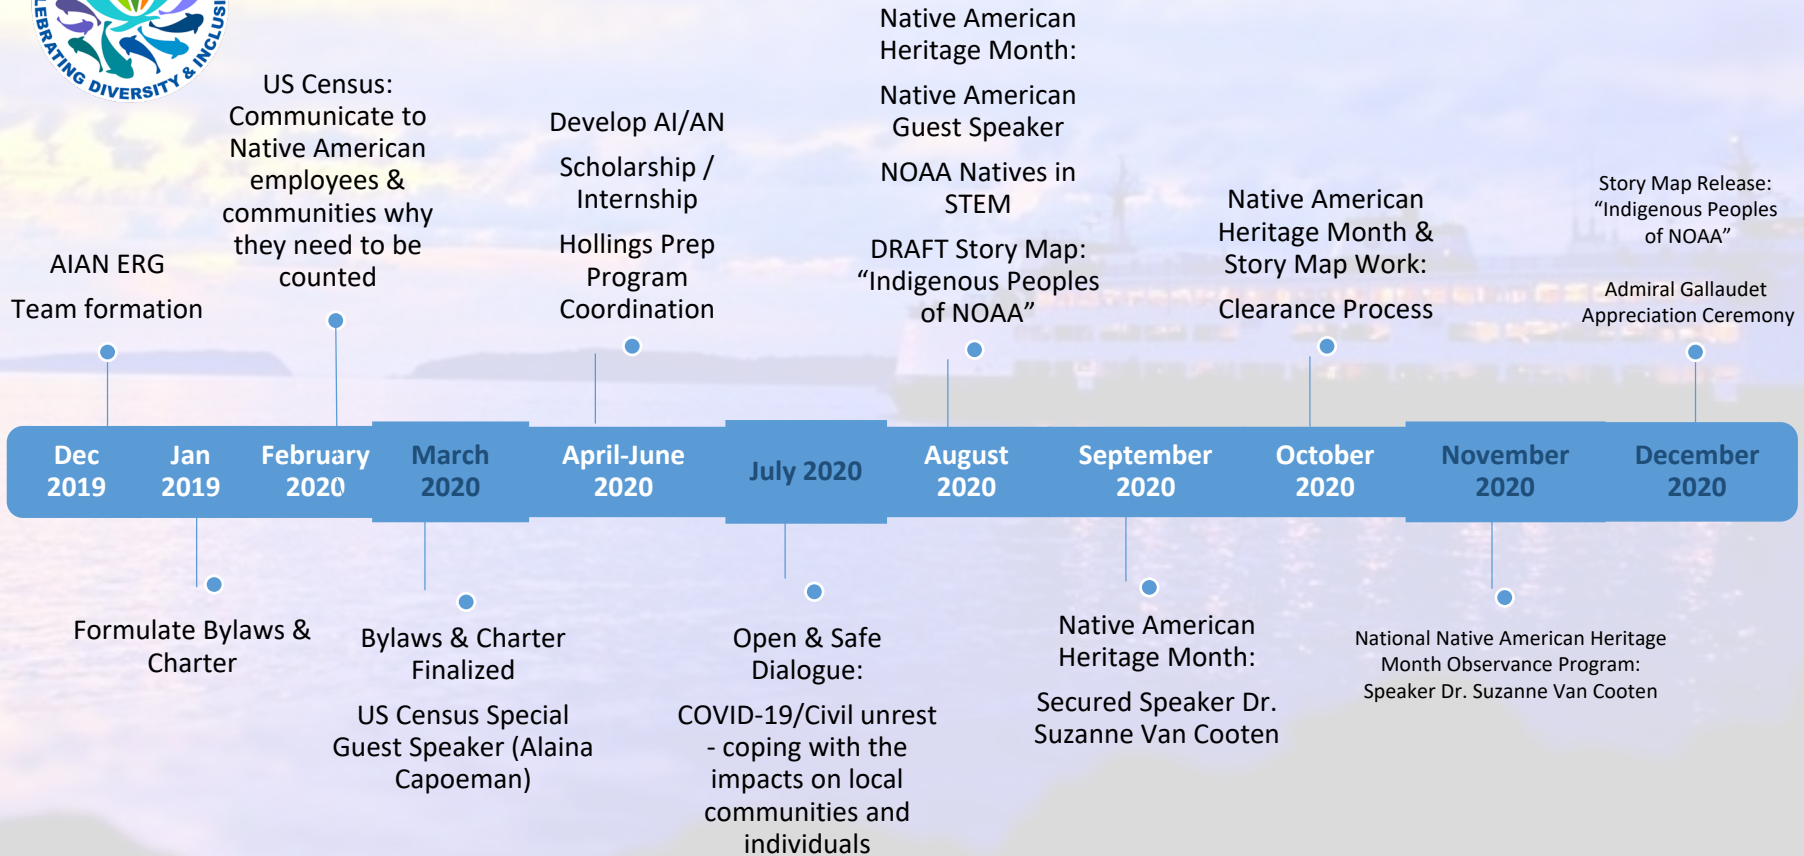 LEBRATING DIVERSITY & INCLUSI
AIAN ERG
Team formation
US Census:
Communicate to
Native American
employees &
communities why
they need to be
counted
Develop AI/AN
Scholarship /
Internship
Hollings Prep
Program
Coordination
Native American
Heritage Month:
Native American
Guest Speaker
NOAA Natives in
STEM
DRAFT Story Map:
“Indigenous Peoples
of NOAA”
Native American
Heritage Month &
Story Map Work:
Clearance Process
Story Map Release:
“Indigenous Peoples
of NOAA”
Admiral Gallaudet
Appreciation Ceremony
Dec
2019
Jan
2019
February
2020
March
2020
April-June
2020
July 2020
August
2020
September
2020
October
2020
November
2020
December
2020
Formulate Bylaws &
Charter
Bylaws & Charter
Finalized
US Census Special
Guest Speaker (Alaina
Capoeman)
Open & Safe
Dialogue:
COVID-19/Civil unrest
- coping with the
impacts on local
communities and
individuals
Native American
Heritage Month:
Secured Speaker Dr.
Suzanne Van Cooten
National Native American Heritage
Month Observance Program:
Speaker Dr. Suzanne Van Cooten